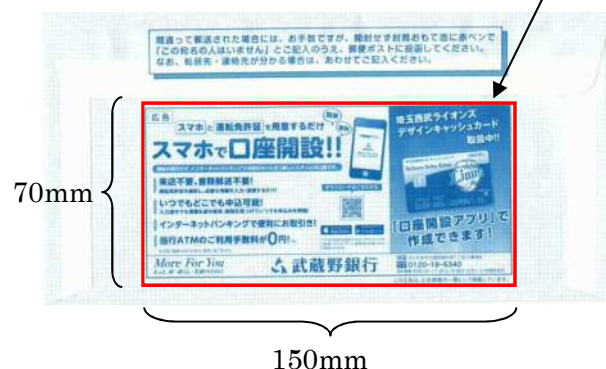 間違って郵送された場合には、お手数ですが、開封せず封筒おもて面に赤ペンで
「この宛名の人はいません」とご記入のうえ、郵便ポストに投函してください。
なお、転居先・連絡先が分かる場合は、あわせてご記入ください。
広告
スマホと運転免許証を用意するだけ
スマホで口座開設!!
埼玉西武ライオンズ
デザインキャッシュカード
取扱中!!
来店不要、書類郵送不要!
いつでもどこでも申込可能!
インターネットバンキングで便利にお取引き!
当行ATMのご利用手数料が0円!
「口座開設アプリ」で
作成できます!
More For You
武蔵野銀行
0120-18-6340
70mm
150mm